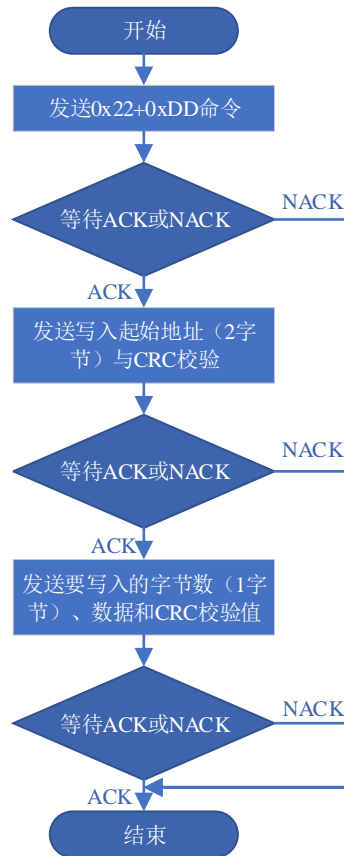 开始
发送0x22+0xDD命令
等待ACK或NACK
NACK
ACK
发送写入起始地址（2字
节）与CRC校验
等待ACK或NACK
NACK
ACK
发送要写入的字节数（1字
节）、数据和CRC校验值
等待ACK或NACK
NACK
ACK
结束